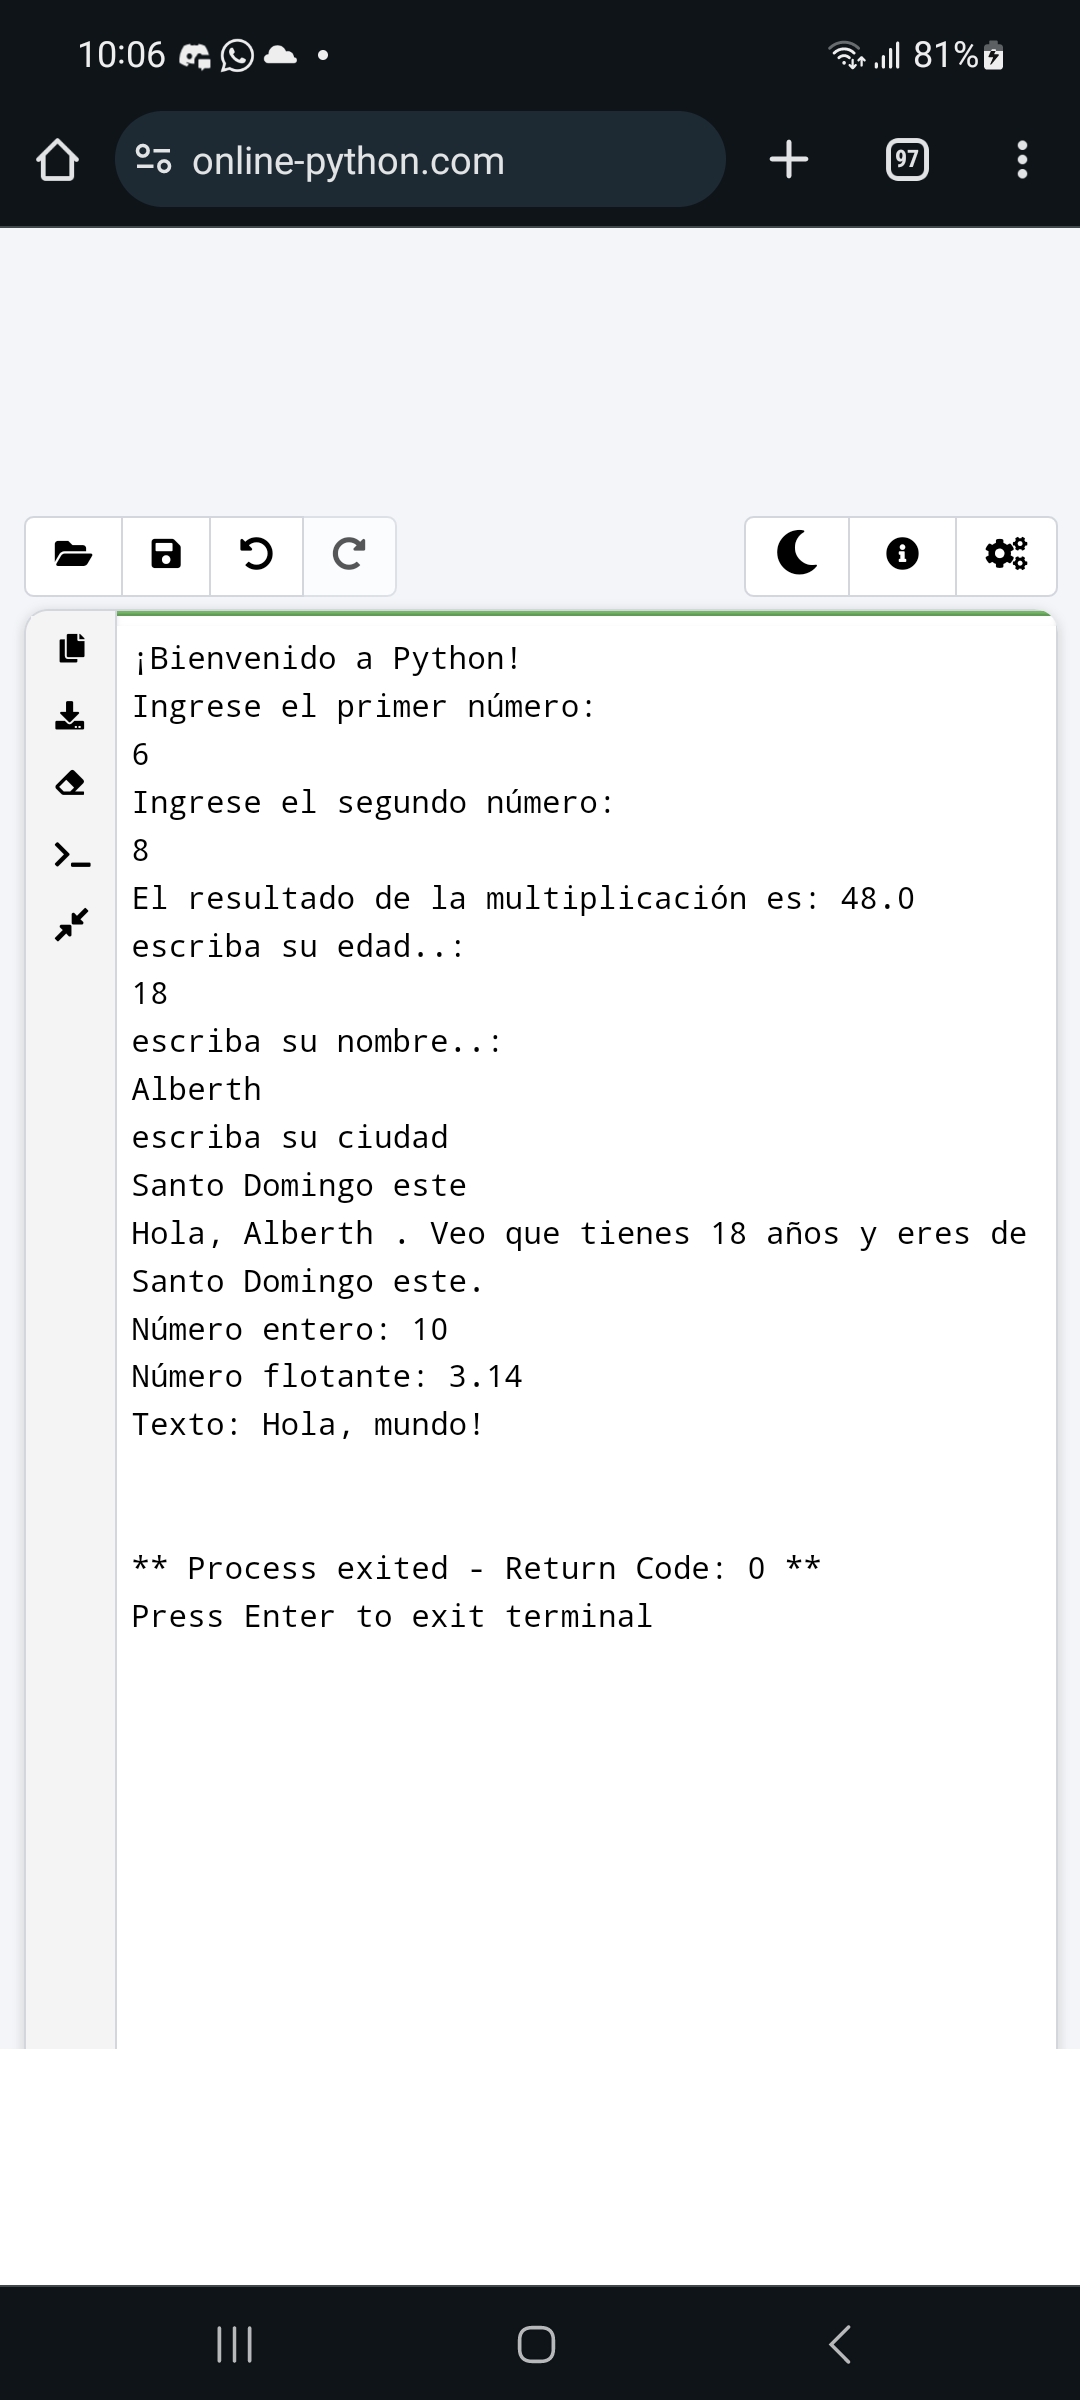 10:06
81%
online-python.com
97
¡Bienvenido a Python!
Ingrese el primer número:
6
Ingrese el segundo número:
8
El resultado de la multiplicación es: 48.0
escriba su edad..:
18
escriba su nombre..:
Alberth
escriba su ciudad
Santo Domingo este
Hola, Alberth . Veo que tienes 18 años y eres de
Santo Domingo este.
Número entero: 10
Número flotante: 3.14
Texto: Hola, mundo!
** Process exited - Return Code: 0 **
Press Enter to exit terminal